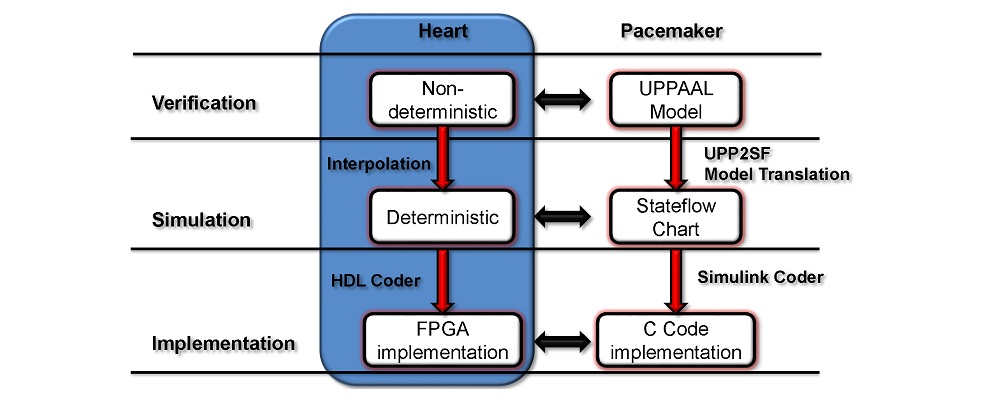 Heart
Pacemaker
Verification
Non-
deterministic
UPPAAL
Model
Interpolation
UPP2SF
Model Translation
Simulation
Deterministic
Stateflow
Chart
HDL Coder
Simulink Coder
Implementation
FPGA
implementation
C Code
implementation